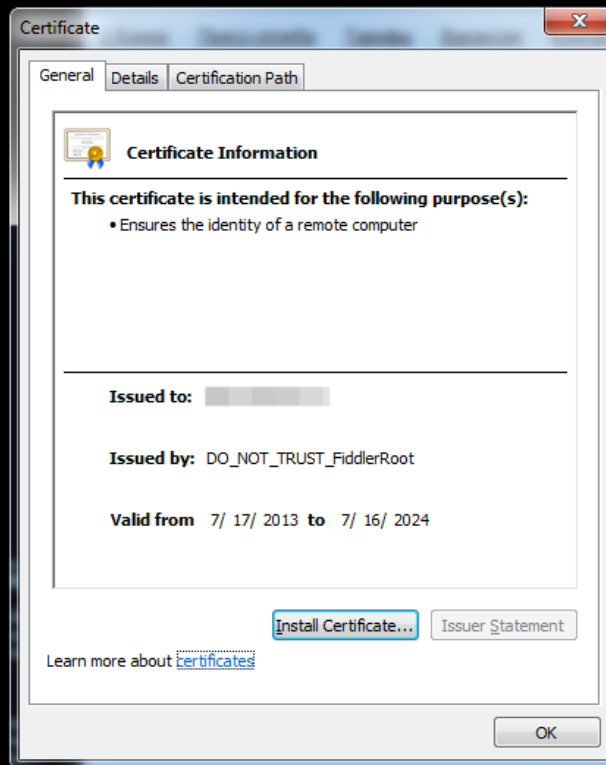 Certificate
General Details Certification Path
Certificate Information
This certificate is intended for the following purpose(s):
• Ensures the identity of a remote computer
Issued to:
Issued by: DO_NOT_TRUST_FiddlerRoot
Valid from 7/ 17/ 2013 to 7/ 16/ 2024
Install Certificate... Issuer Statement
Learn more about certificates
OK